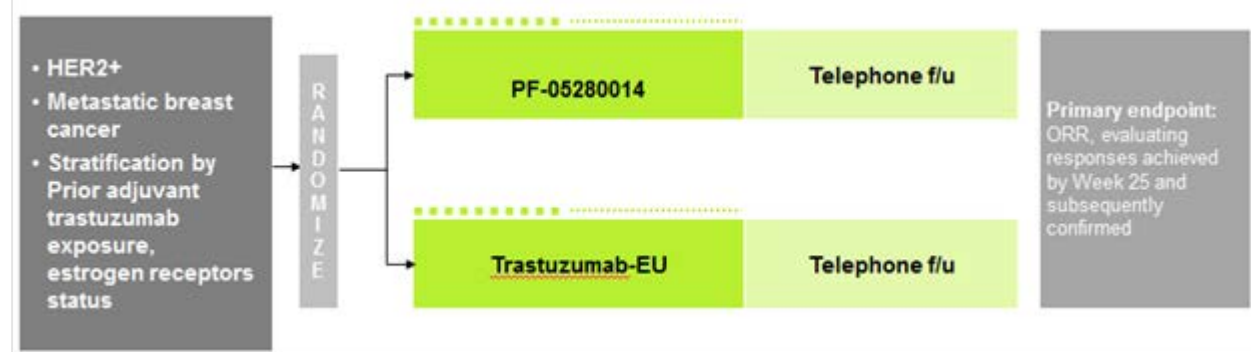 • HER2+
• Metastatic breast
cancer
• Stratification by
Prior adjuvant
trastuzumab
exposure,
estrogen receptors
status
RANDOMIZE
PF-05280014
Telephone f/u
Trastuzumab-EU
Telephone f/u
Primary endpoint:
ORR, evaluating
responses achieved
by Week 25 and
subsequently
confirmed